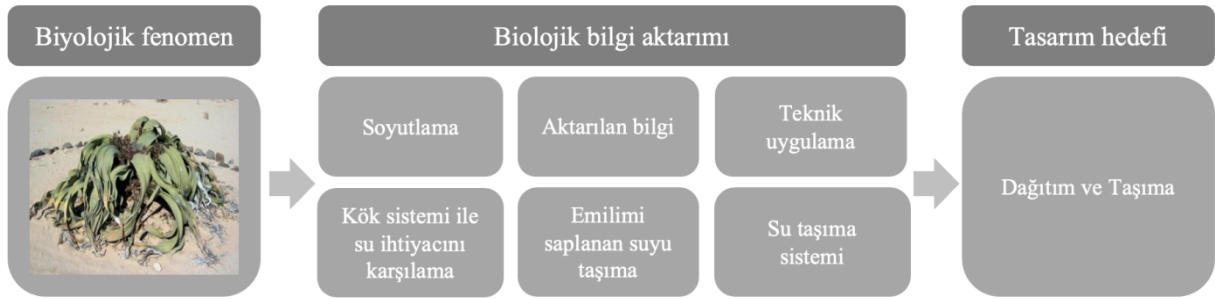 Biyolojik fenomen
Biolojik bilgi aktarımı
Tasarım hedefi
Soyutlama
Aktarılan bilgi
Teknik
uygulama
Kök sistemi ile
su ihtiyacını
karşılama
Emilimi
saplanan suyu
taşıma
Su taşıma
sistemi
Dağıtım ve Taşıma